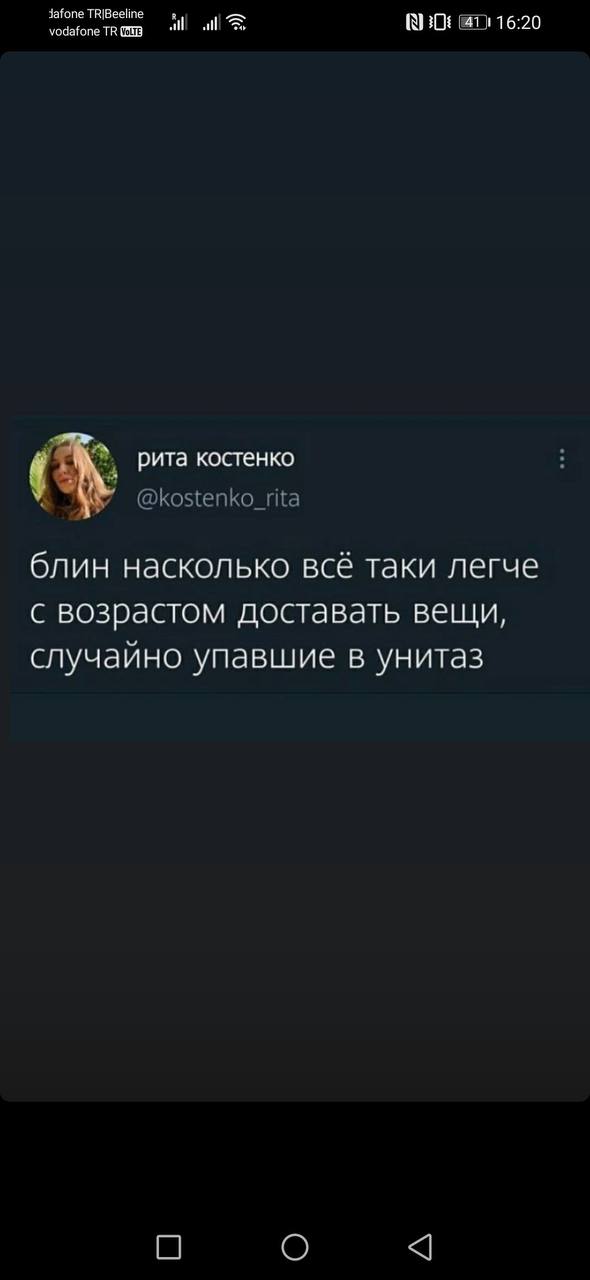 dafone TR|Beeline
vodafone TR VoLTE
R
41
16:20
рита костенко
@kostenko_rita
блин насколько всё таки легче
с возрастом доставать вещи,
случайно упавшие в унитаз